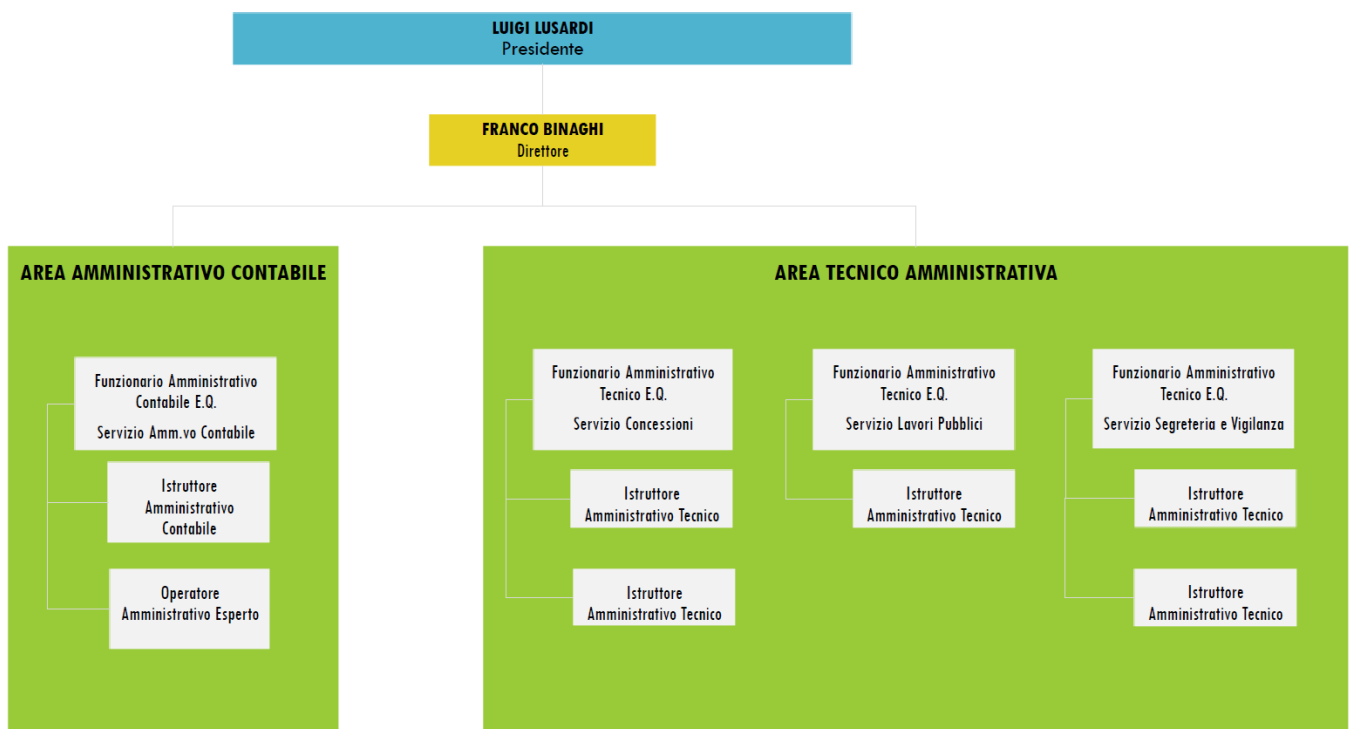 LUIGI LUSARDI
Presidente
FRANCO BINAGHI
Direttore
AREA AMMINISTRATIVO CONTABILE
Funzionario Amministrativo
Contabile E.Q.
Servizio Amm.vo Contabile
Istruttore
Amministrativo
Contabile
Operatore
Amministrativo Esperto
AREA TECNICO AMMINISTRATIVA
Funzionario Amministrativo
Tecnico E.Q.
Servizio Concessioni
Istruttore
Amministrativo Tecnico
Istruttore
Amministrativo Tecnico
Funzionario Amministrativo
Tecnico E.Q.
Servizio Lavori Pubblici
Istruttore
Amministrativo Tecnico
Funzionario Amministrativo
Tecnico E.Q.
Servizio Segreteria e Vigilanza
Istruttore
Amministrativo Tecnico
Istruttore
Amministrativo Tecnico